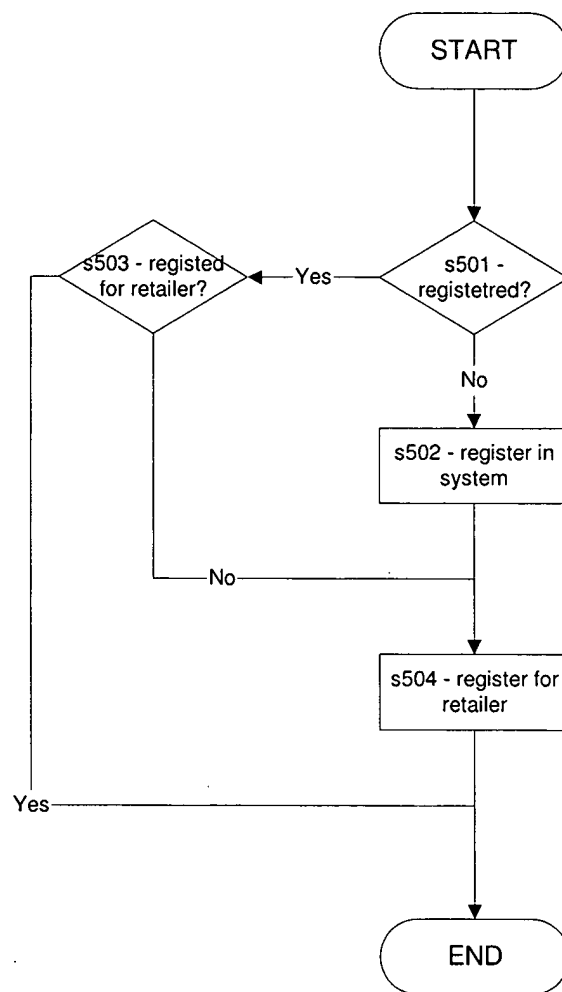 START
s503 - registed
for retailer?
Yes
s501 -
registetred?
No
s502 - register in
system
No
s504 - register for
retailer
Yes
END